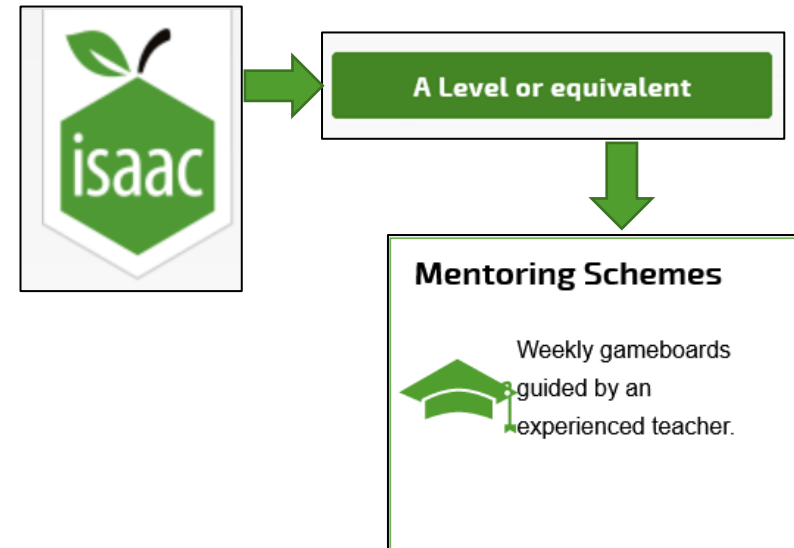 isaac
A Level or equivalent
Mentoring Schemes
Weekly gameboards
guided by an
experienced teacher.